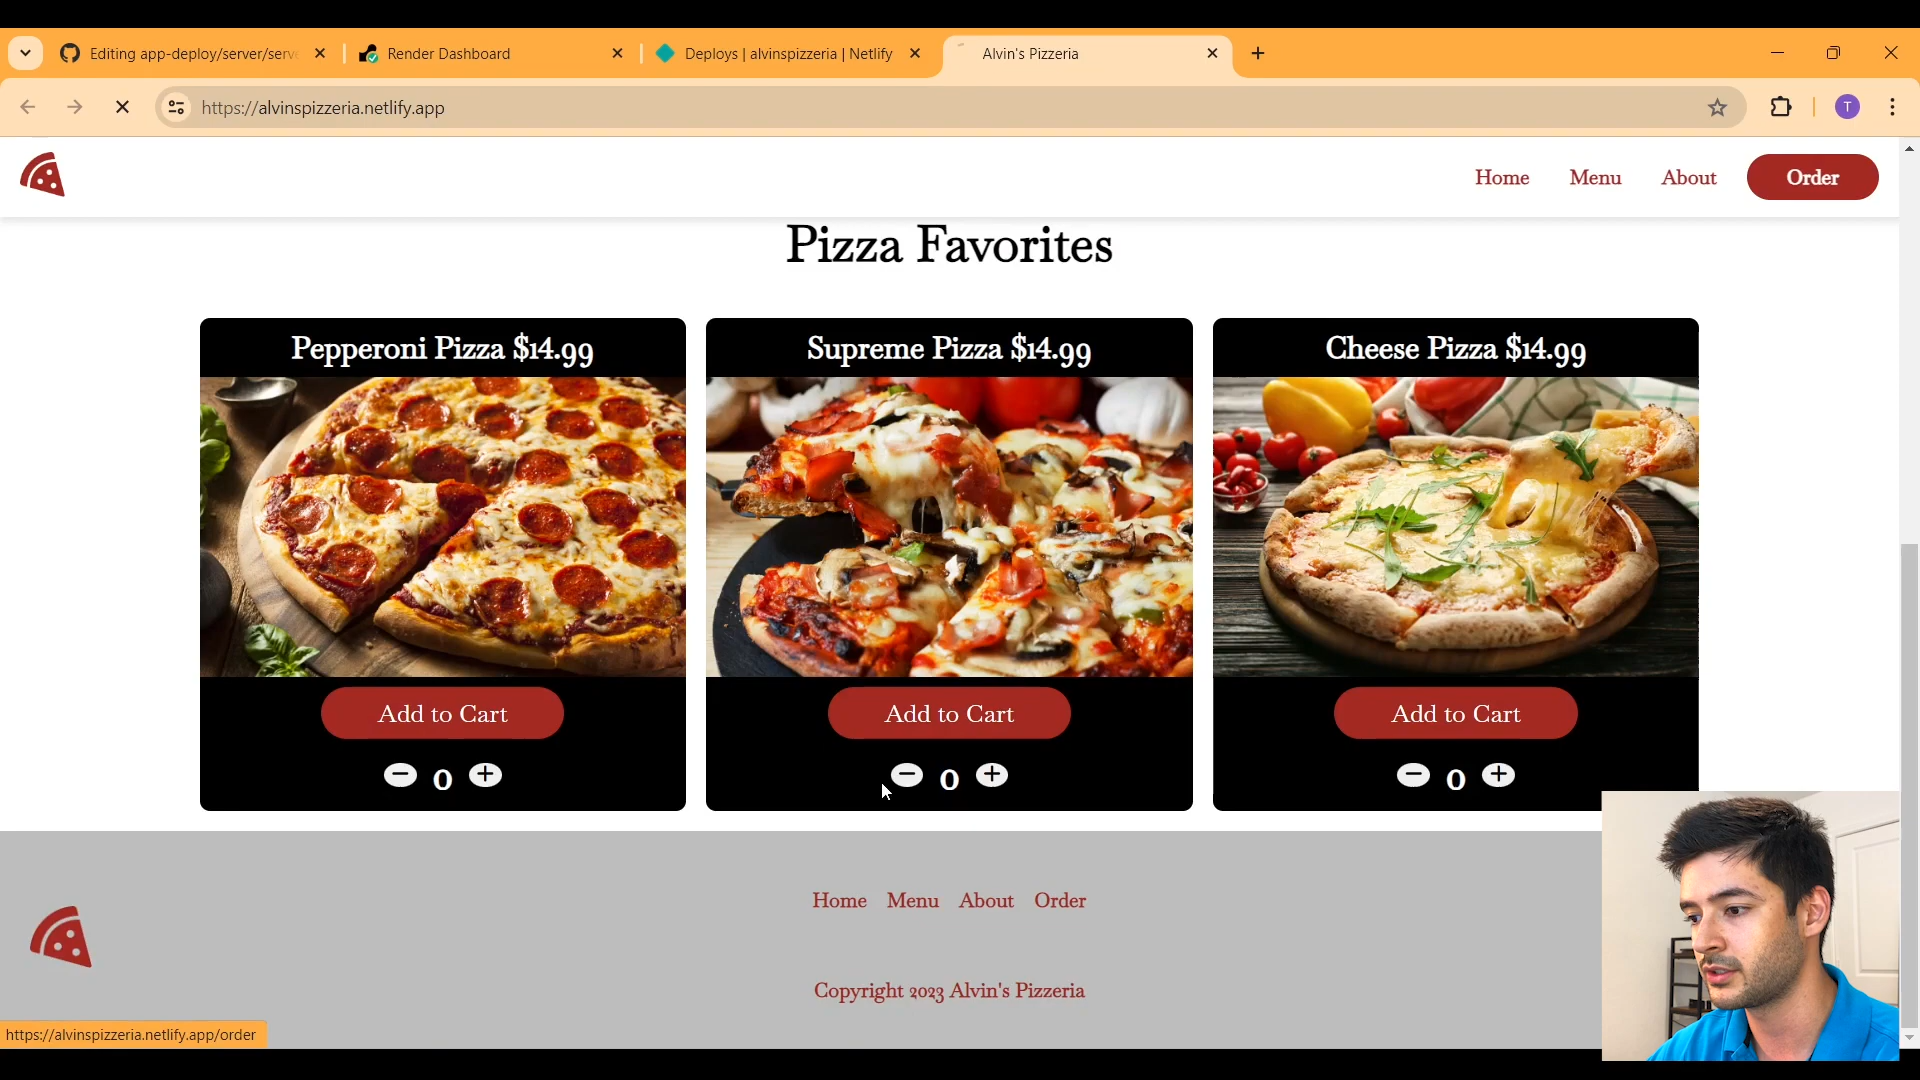 Editing app-deploy/server/serve
Render Dashboard
Deploys | alvinspizzeria | Netlify
Alvin's Pizzeria
https://alvinspizzeria.netlify.app
T
Home
Menu
About
Order
Pizza Favorites
Pepperoni Pizza $14.99
Supreme Pizza $14.99
Cheese Pizza $14.99
Add to Cart
Add to Cart
Add to Cart
0
0
0
Home Menu About Order
Copyright 2023 Alvin's Pizzeria
https://alvinspizzeria.netlify.app/order